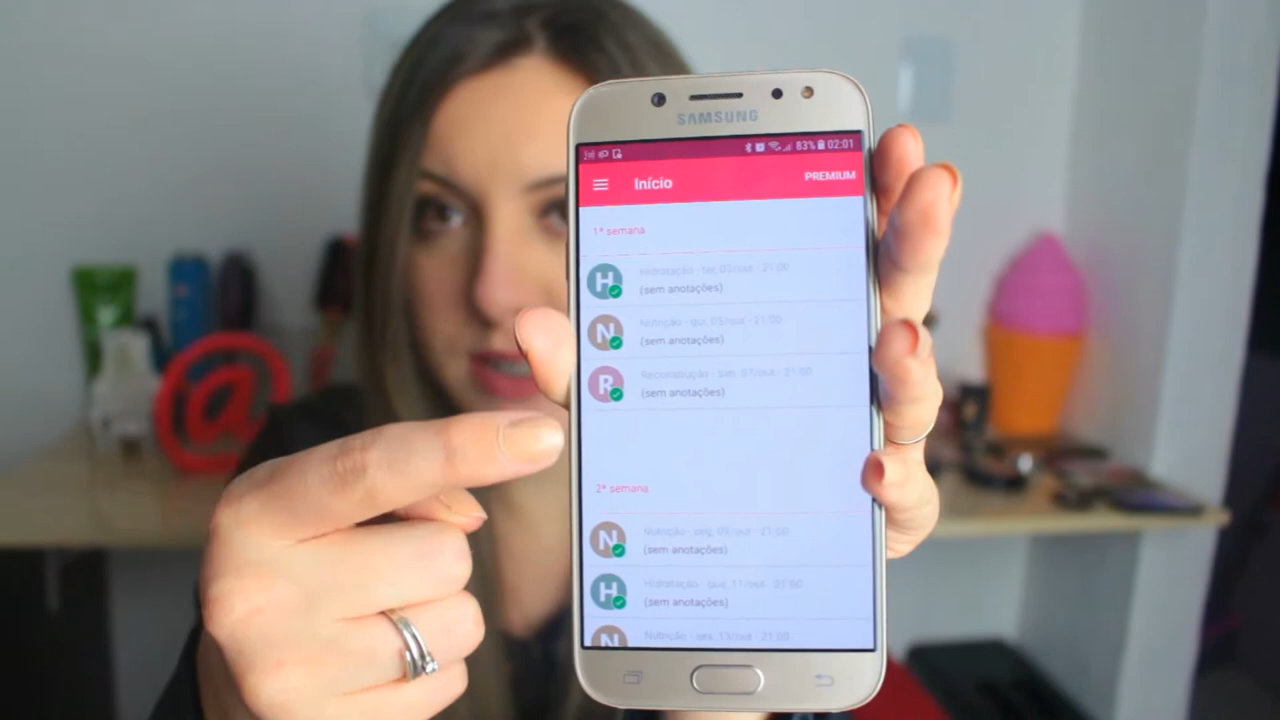 SAMSUNG
83% 02:01
Início PREMIUM
1ª semana
H Hidratação - ter, 03/out - 21:00
(sem anotações)
N Nutrição - qui, 05/out - 21:00
(sem anotações)
R Reconstrução - sáb, 07/out - 21:00
(sem anotações)
2ª semana
N Nutrição - seg, 09/out - 21:00
(sem anotações)
H Hidratação - qua, 11/out - 21:00
(sem anotações)
N Nutrição - sex, 13/out - 21:00
@